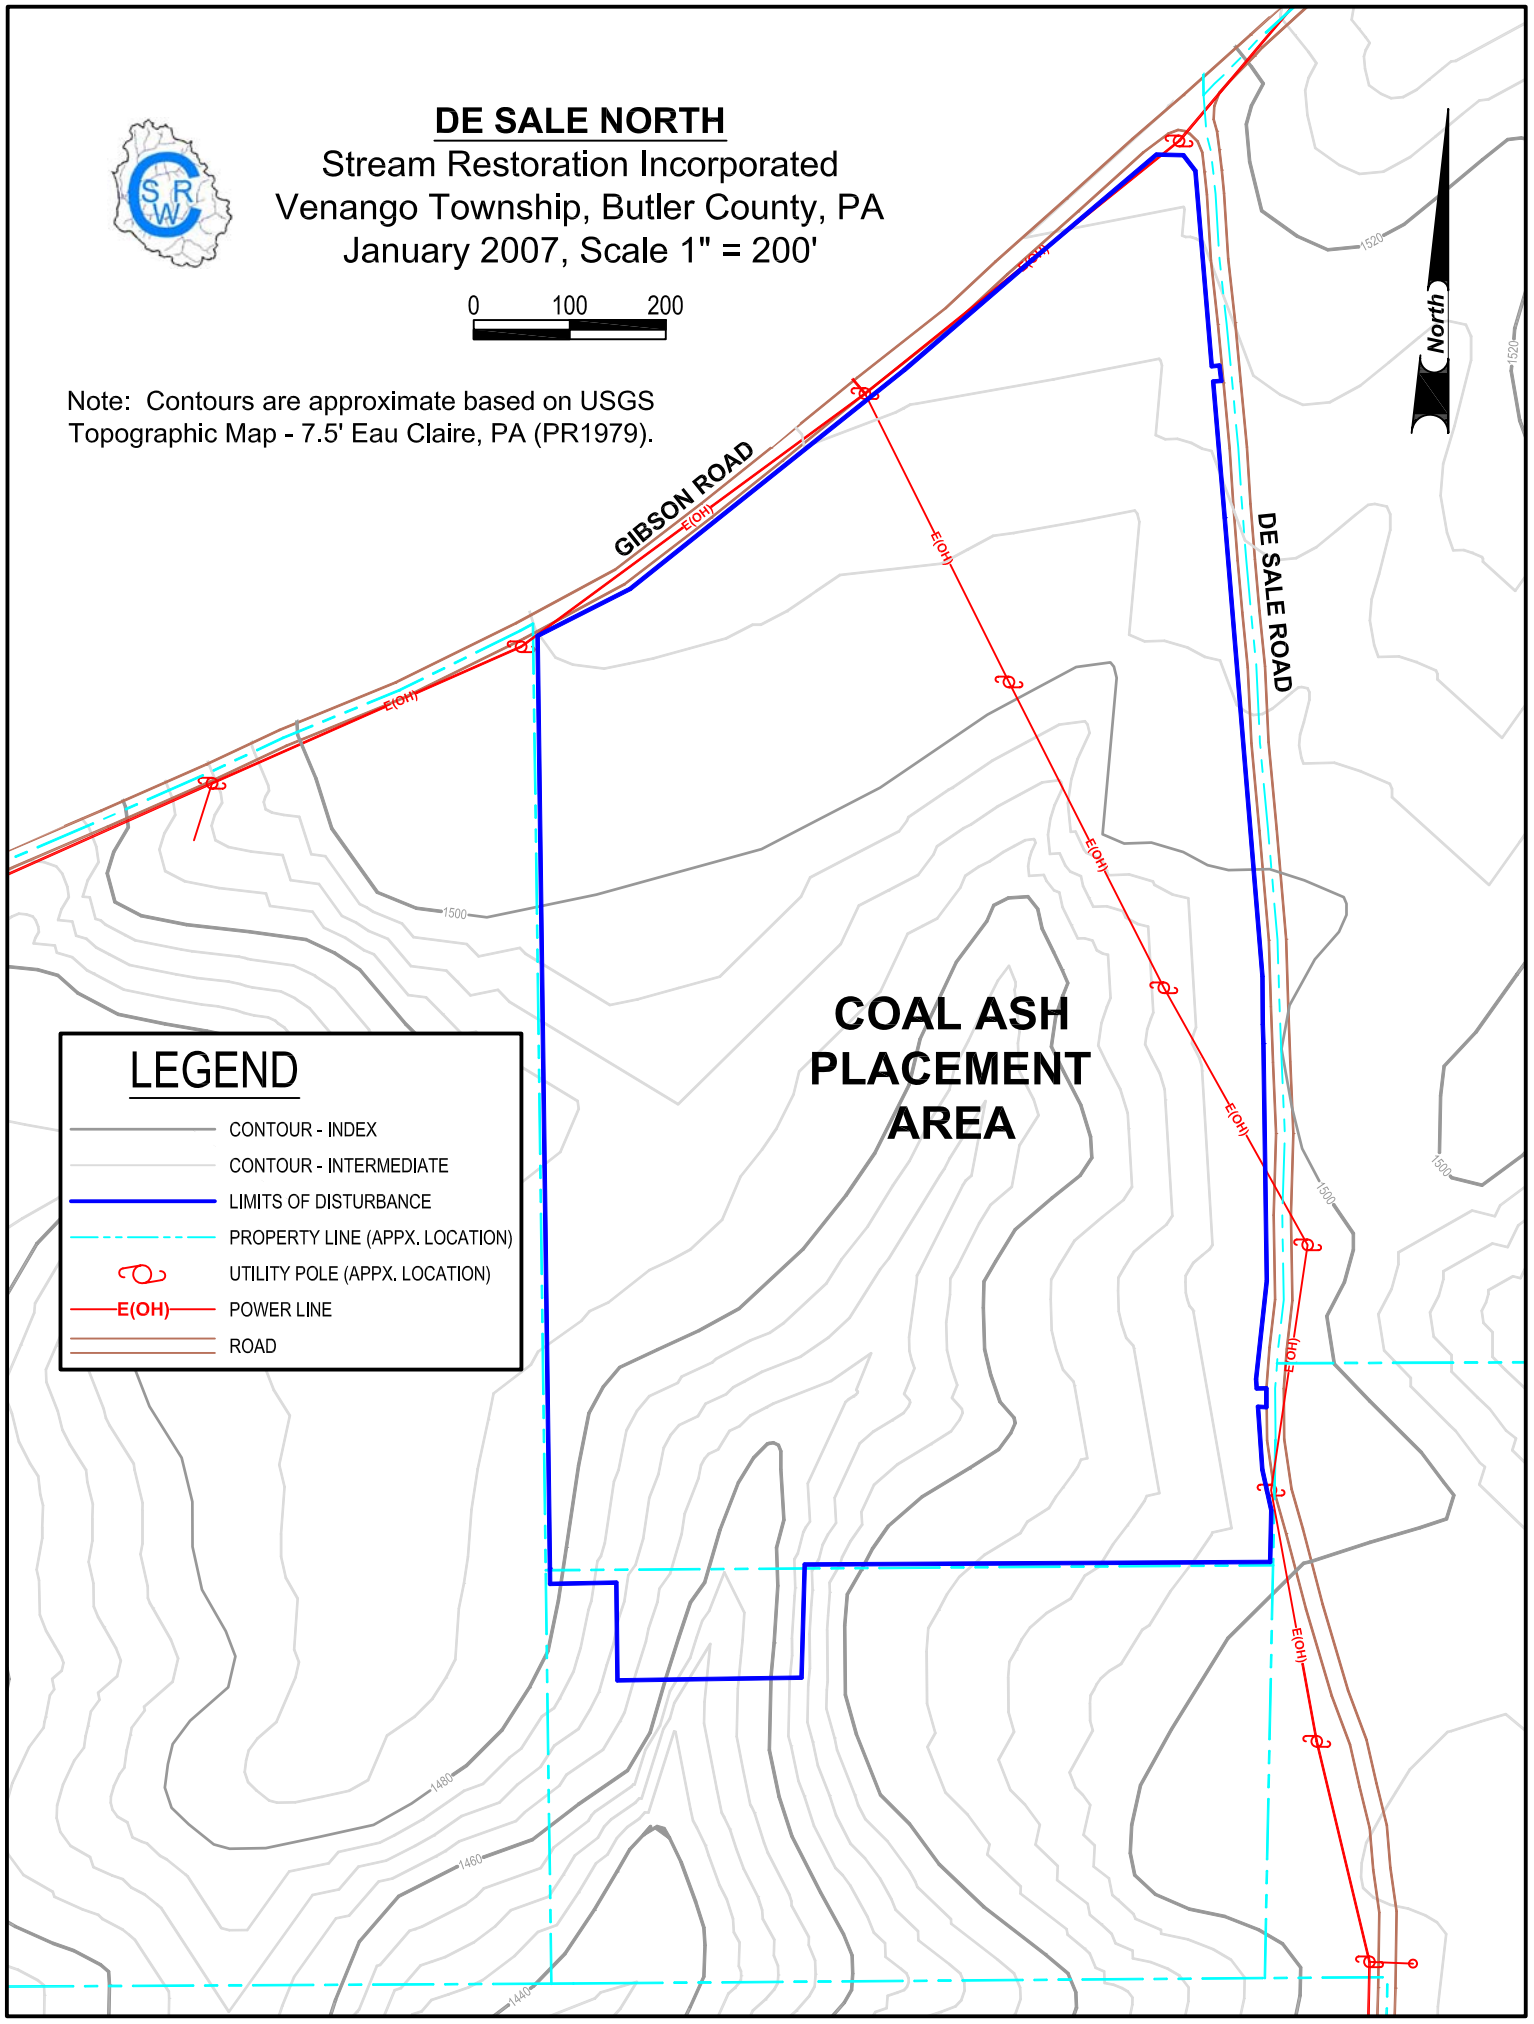 DE SALE NORTH
Stream Restoration Incorporated
Venango Township, Butler County, PA
January 2007, Scale 1" = 200'
0 100 200
Note: Contours are approximate based on USGS
Topographic Map - 7.5' Eau Claire, PA (PR1979).
S R
W
C
North
1520
1520
E(OH)
GIBSON ROAD
E(OH)
E(OH)
DE SALE ROAD
E(OH)
E(OH)
1500
COAL ASH
PLACEMENT
AREA
E(OH)
1500
1500
LEGEND
CONTOUR - INDEX
CONTOUR - INTERMEDIATE
LIMITS OF DISTURBANCE
PROPERTY LINE (APPX. LOCATION)
UTILITY POLE (APPX. LOCATION)
E(OH) POWER LINE
ROAD
E(OH)
E(OH)
1480
1460
1440